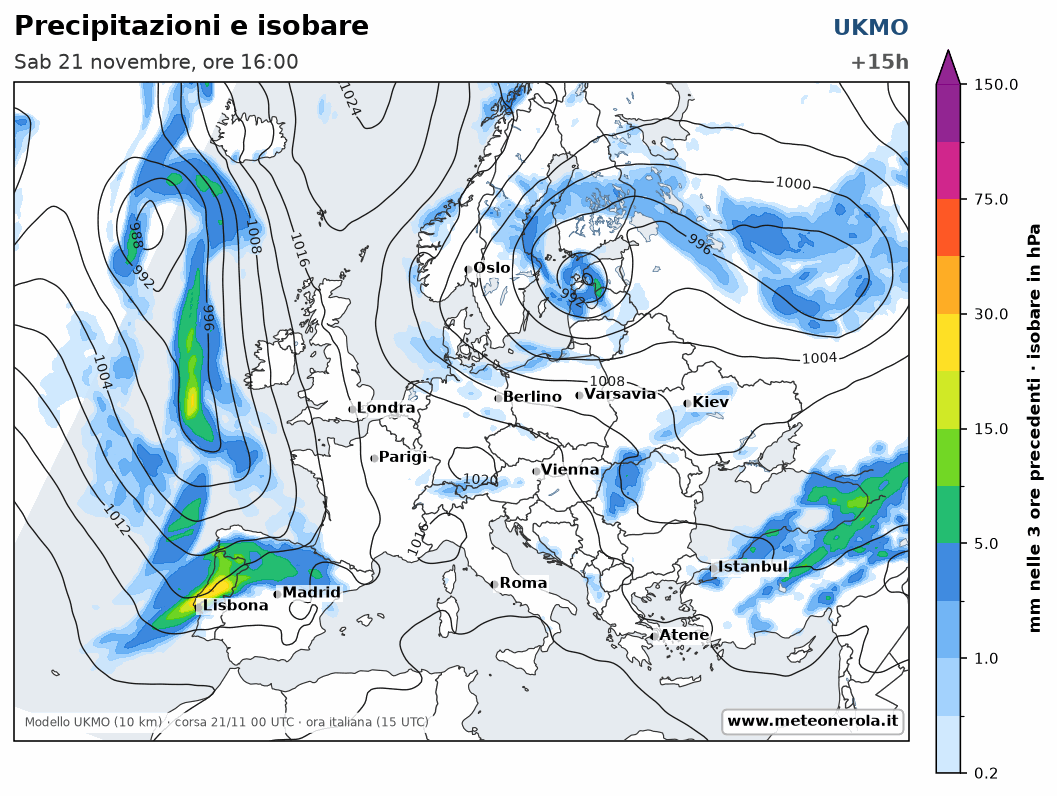 Precipitazioni e isobare
UKMO
Sab 21 novembre, ore 16:00
+15h
1024
1000
988
1008
1016
996
992
Oslo
992
996
1004
1004
1008
Londra
Berlino
Varsavia
Kiev
Parigi
Vienna
1020
1012
1016
Istanbul
Roma
Madrid
Lisbona
Atene
Modello UKMO (10 km) · corsa 21/11 00 UTC · ora italiana (15 UTC)
www.meteonerola.it
150.0
75.0
30.0
15.0
5.0
1.0
0.2
mm nelle 3 ore precedenti · isobare in hPa